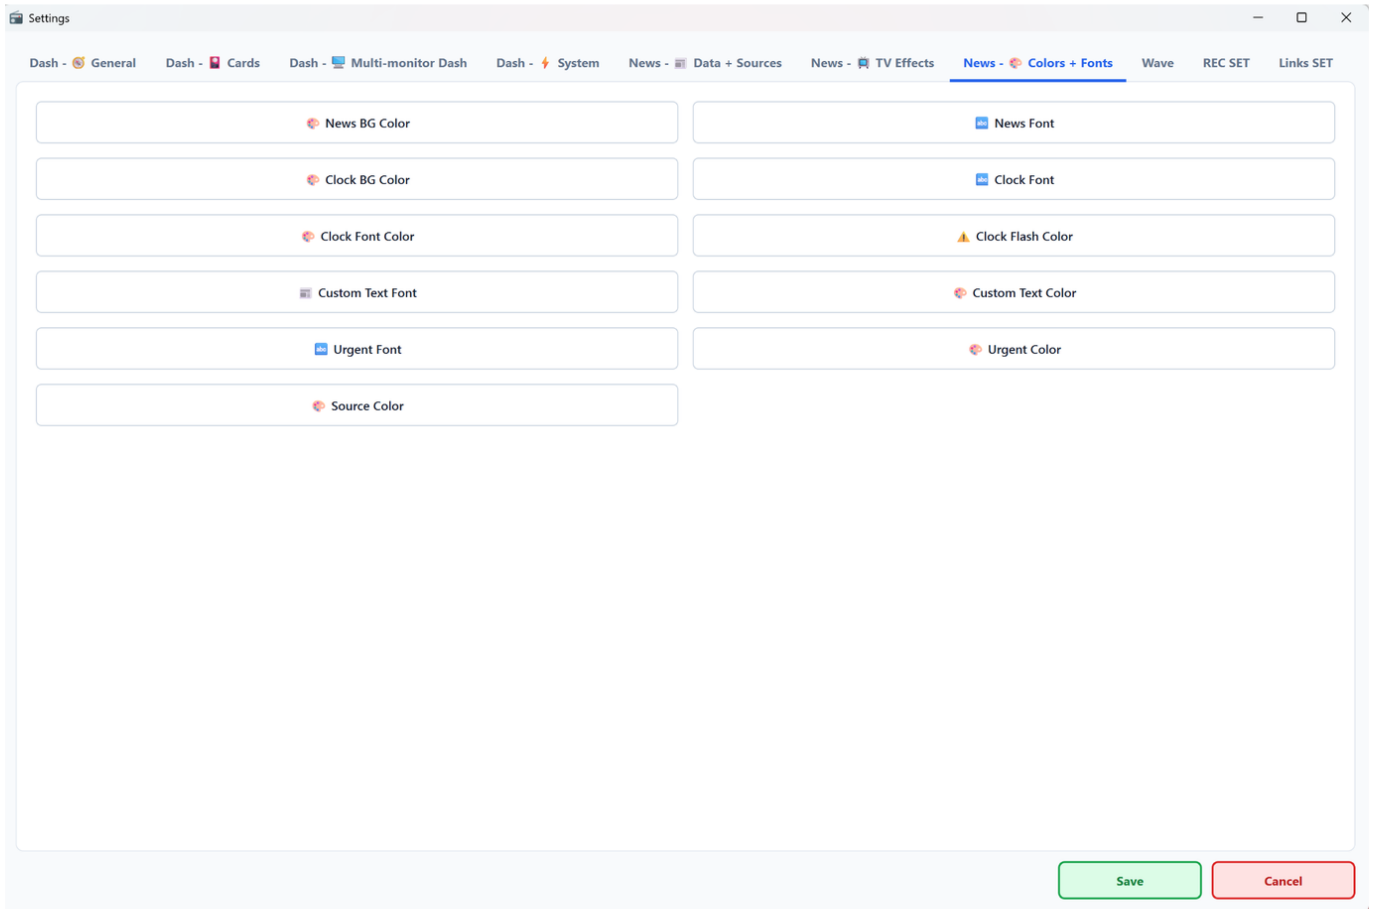 Settings
Dash - General Dash - Cards Dash - Multi-monitor Dash Dash - System News - Data + Sources News - TV Effects News - Colors + Fonts Wave REC SET Links SET
News BG Color News Font
Clock BG Color Clock Font
Clock Font Color Clock Flash Color
Custom Text Font Custom Text Color
Urgent Font Urgent Color
Source Color
Save Cancel